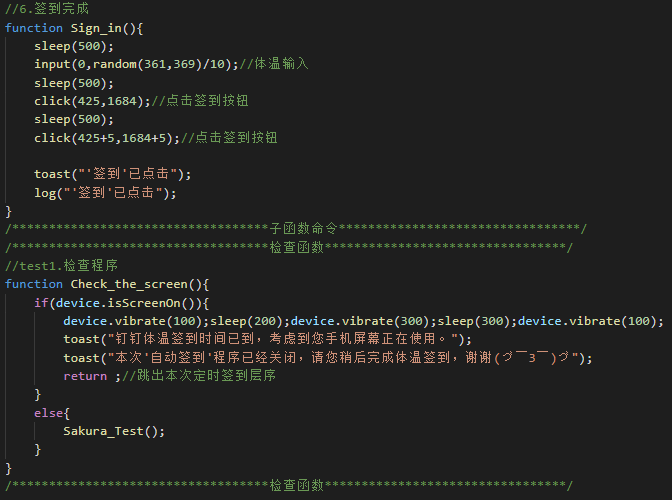 //6.签到完成
function Sign_in(){
    sleep(500);
    input(0,random(361,369)/10);//体温输入
    sleep(500);
    click(425,1684);//点击签到按钮
    sleep(500);
    click(425+5,1684+5);//点击签到按钮

    toast("'签到'已点击");
    log("'签到'已点击");
}
/***********************************子函数命令*********************************/
/***********************************检查函数*********************************/
//test1.检查程序
function Check_the_screen(){
    if(device.isScreenOn()){
        device.vibrate(100);sleep(200);device.vibrate(300);sleep(300);device.vibrate(100);
        toast("钉钉体温签到时间已到,考虑到您手机屏幕正在使用。");
        toast("本次'自动签到'程序已经关闭,请您稍后完成体温签到,谢谢(づ￣3￣)づ");
        return ;//跳出本次定时签到层序
    }
    else{
        Sakura_Test();
    }
}
/***********************************检查函数*********************************/